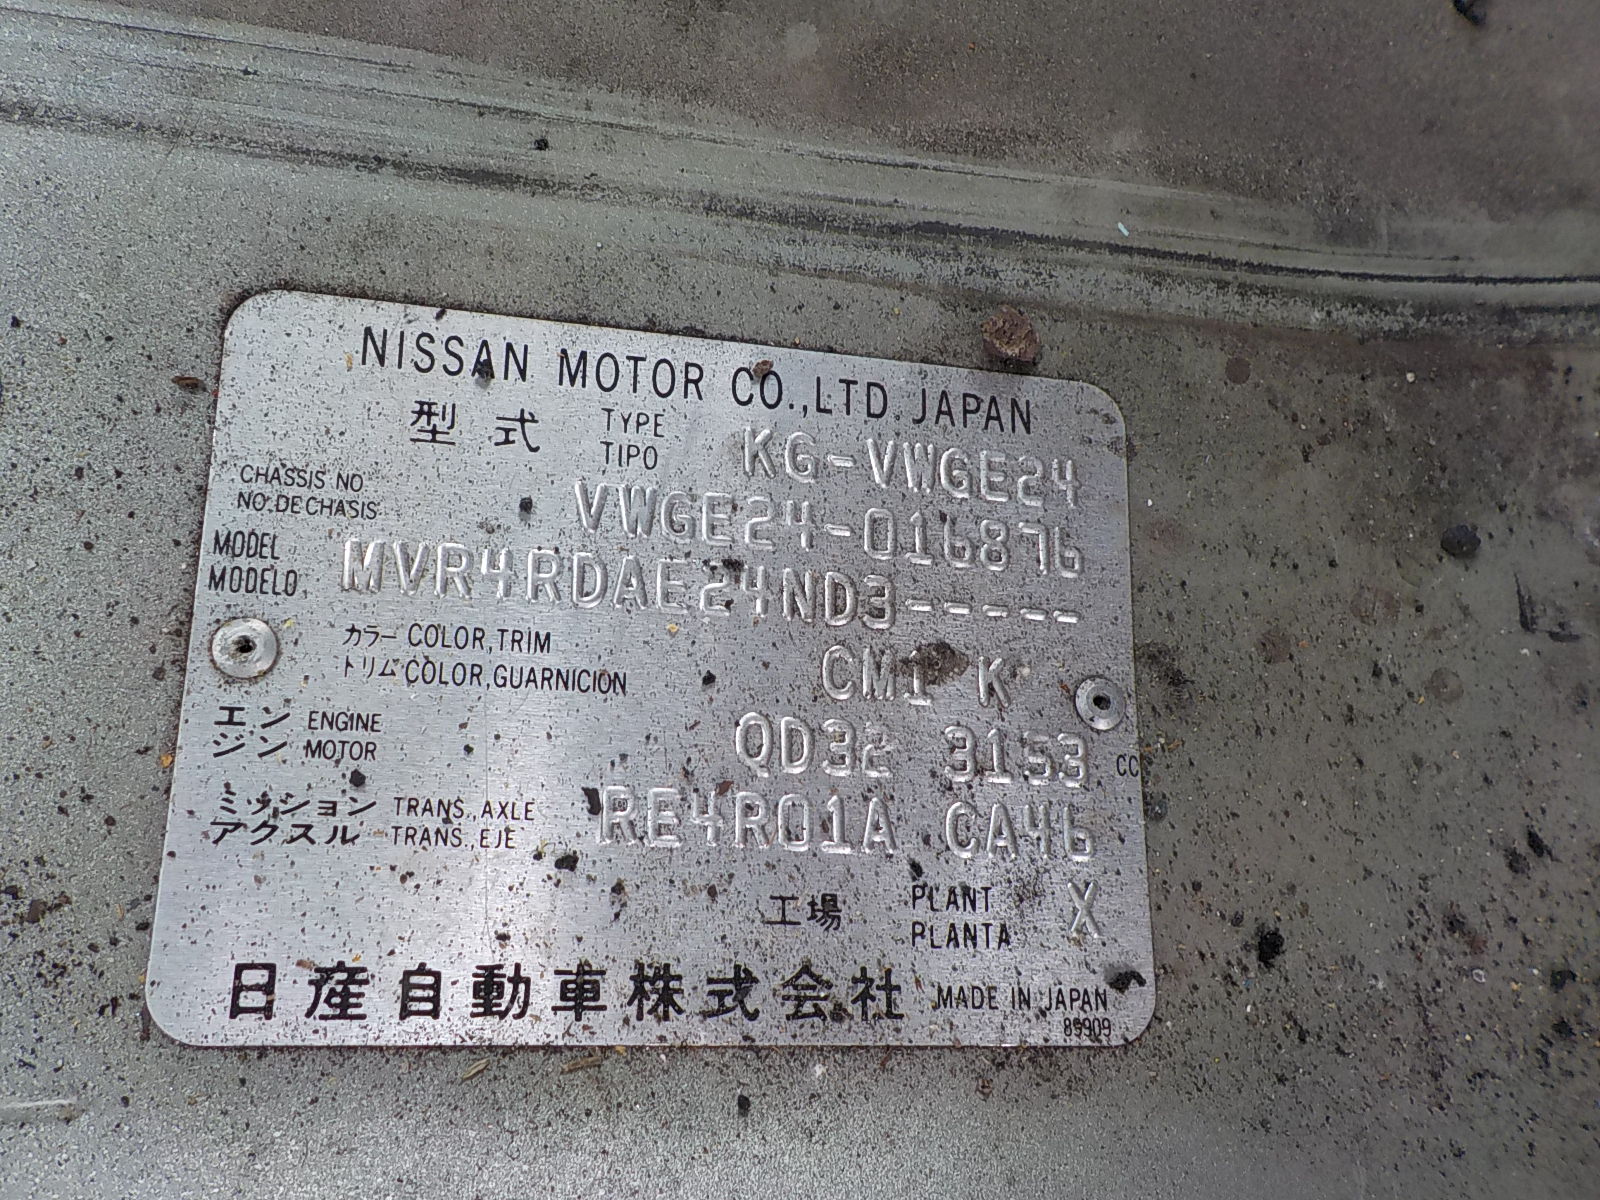 NISSAN MOTOR CO.,LTD. JAPAN
型式 TYPE TIPO KG-VWGE24
CHASSIS NO
NO.DE CHASIS VWGE24-016876
MODEL
MODELO MVR4RDAE24ND3-----
カラー COLOR,TRIM
トリム COLOR,GUARNICION CM1 K
エン ENGINE
ジン MOTOR QD32 3153 CC
ミッション TRANS.,AXLE
アクスル TRANS.,EJE RE4R01A CA46
工場 PLANT PLANTA X
日産自動車株式会社 MADE IN JAPAN
89909